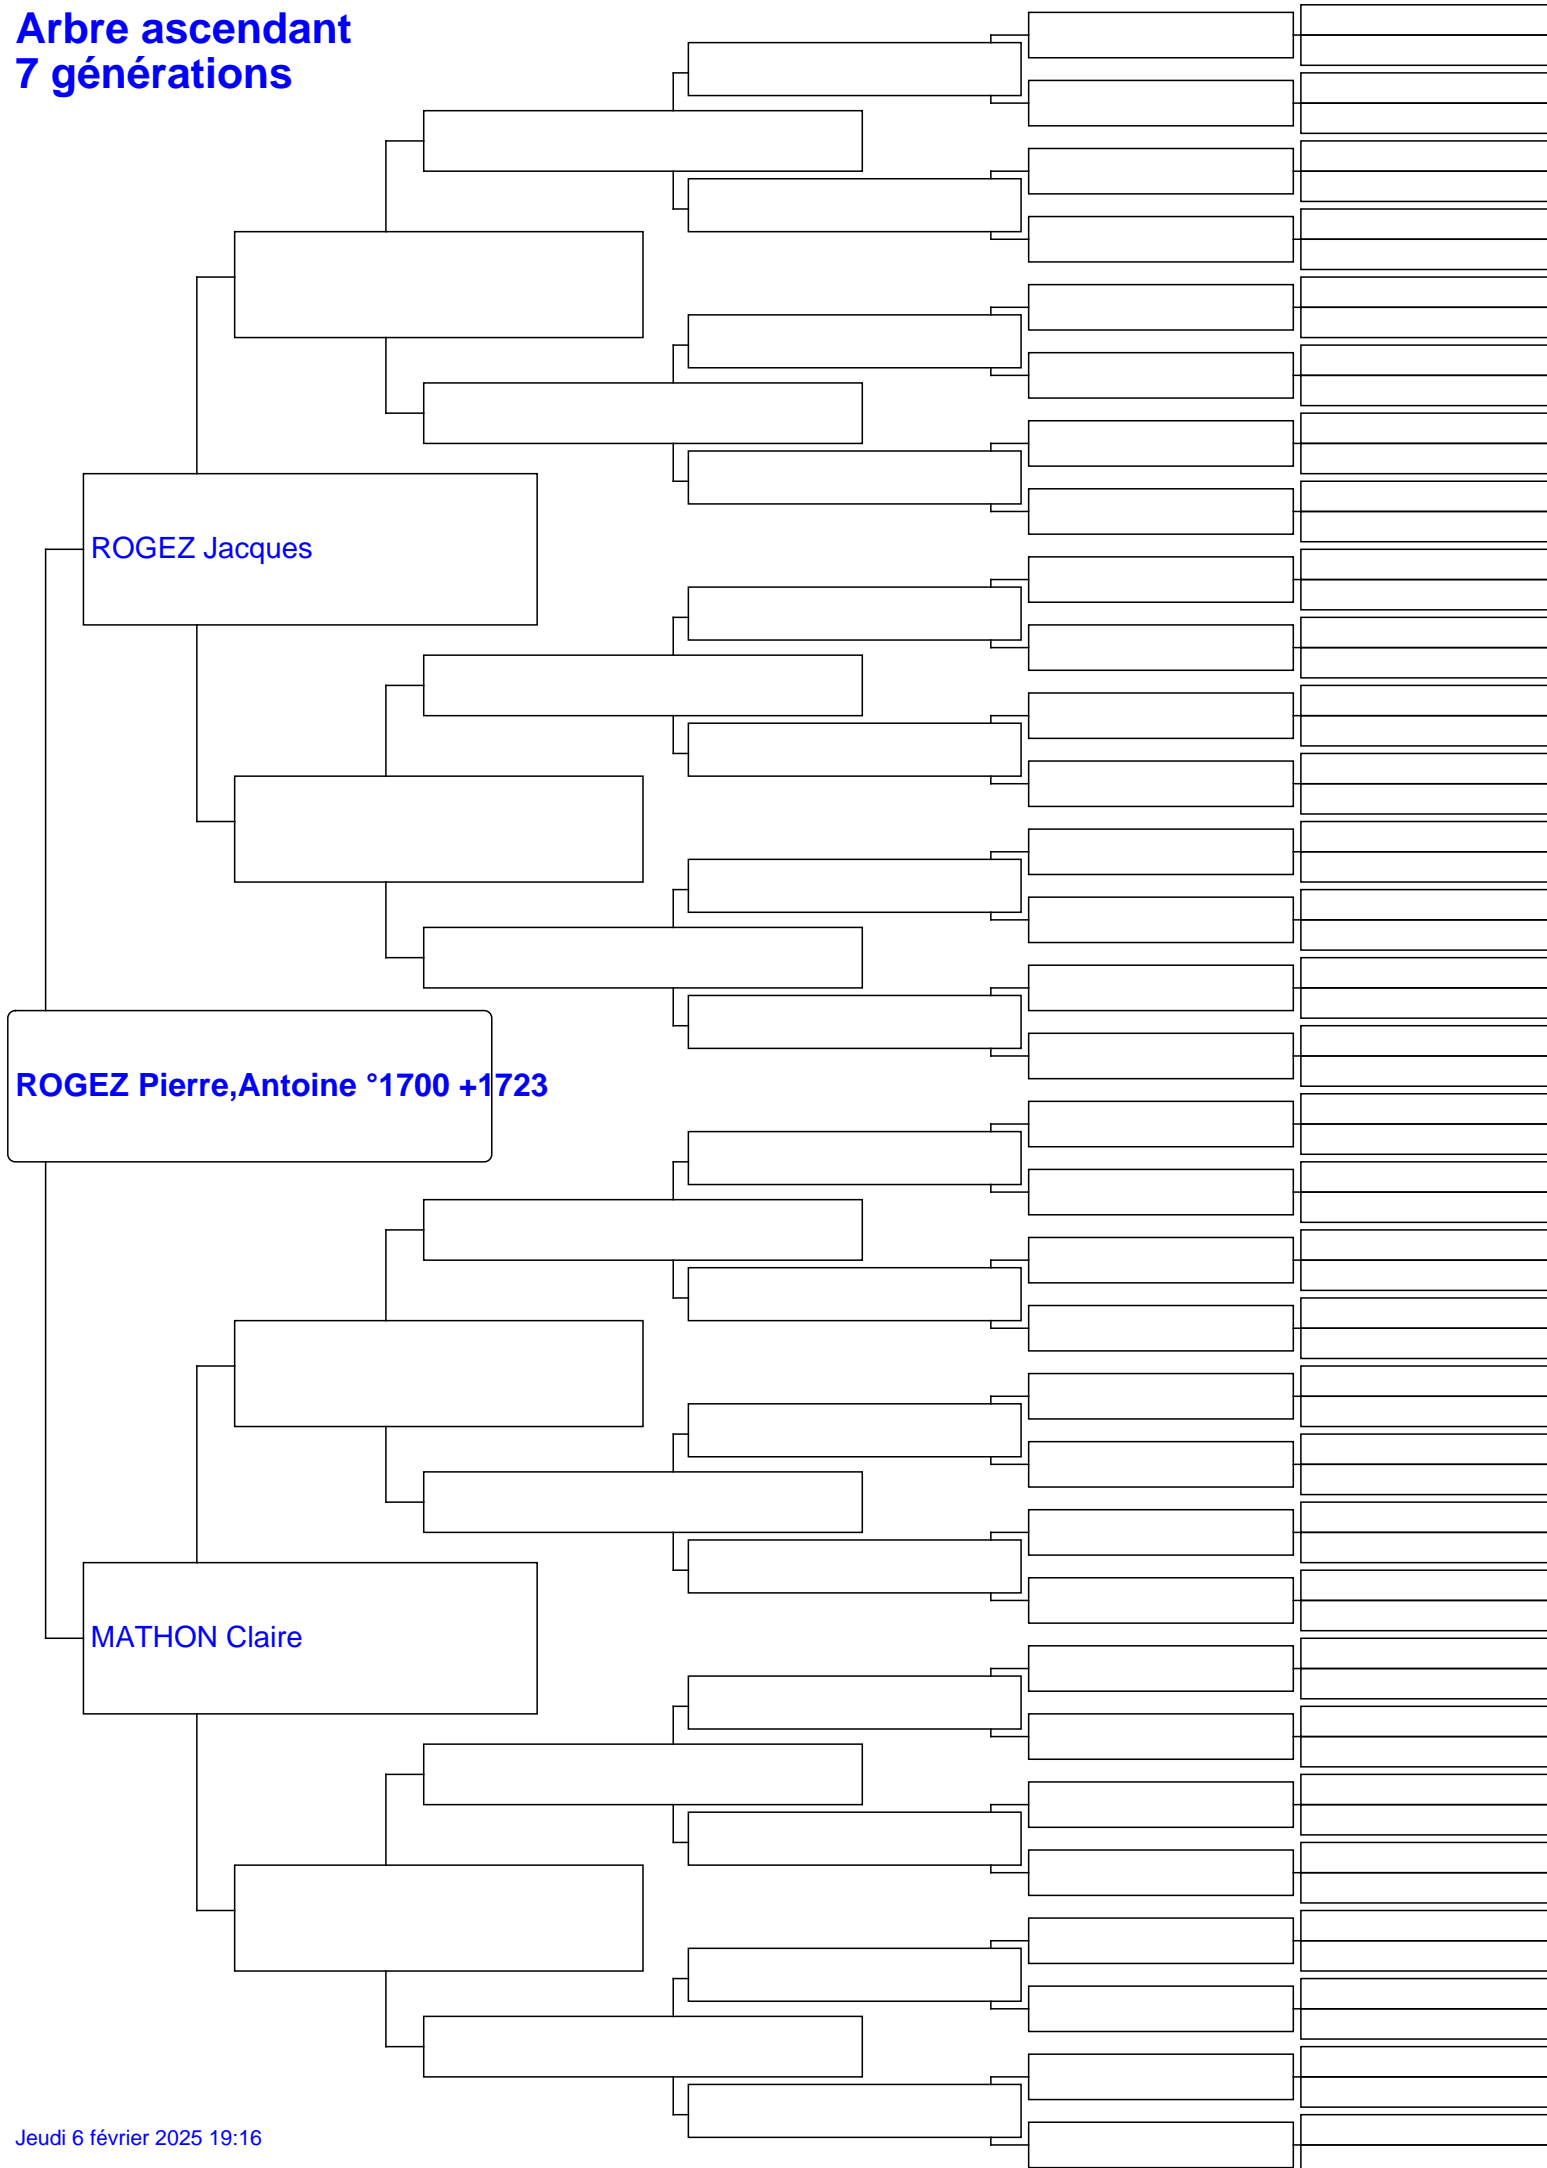 Arbre ascendant
7 générations
ROGEZ Jacques
ROGEZ Pierre,Antoine °1700 +1723
MATHON Claire
Jeudi 6 février 2025 19:16